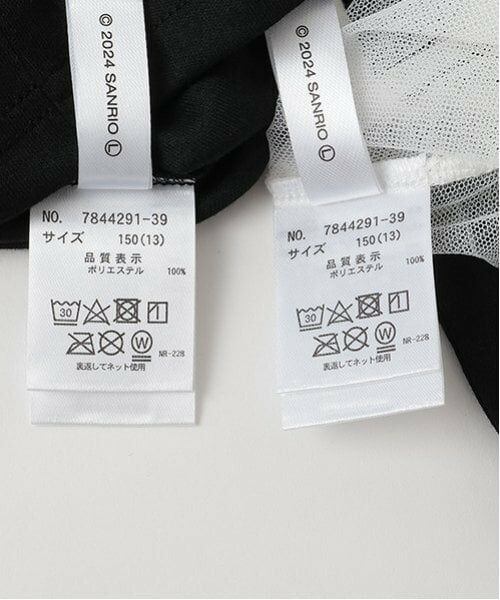 © 2024 SANRIO Ⓛ
NO. 7844291-39
サイズ 150(13)
品質表示
ポリエステル 100%
30
W
NR-228
裏返してネット使用
© 2024 SANRIO Ⓛ
NO. 7844291-39
サイズ 150(13)
品質表示
ポリエステル 100%
30
W
NR-228
裏返してネット使用